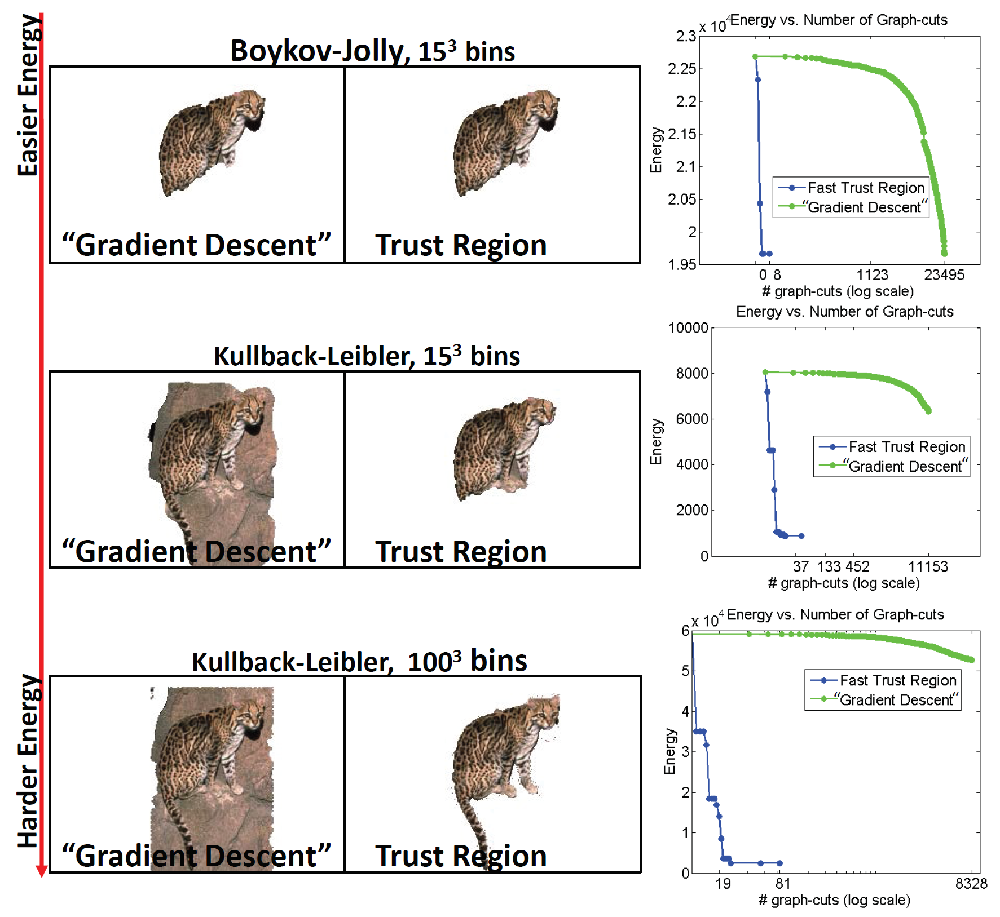 Easier Energy
Harder Energy
Boykov-Jolly, 15³ bins
“Gradient Descent”
Trust Region
x 10⁴
Energy vs. Number of Graph-cuts
2.3
2.25
2.2
2.15
2.1
2.05
2
1.95
Energy
Fast Trust Region
“Gradient Descent“
0 8 1123 23495
# graph-cuts (log scale)
Kullback-Leibler, 15³ bins
“Gradient Descent”
Trust Region
Energy vs. Number of Graph-cuts
10000
8000
6000
4000
2000
0
Energy
Fast Trust Region
“Gradient Descent“
37 133 452 11153
# graph-cuts (log scale)
Kullback-Leibler, 100³ bins
“Gradient Descent”
Trust Region
x 10⁴
Energy vs. Number of Graph-cuts
6
5
4
3
2
1
0
Energy
Fast Trust Region
“Gradient Descent“
19 81 8328
# graph-cuts (log scale)